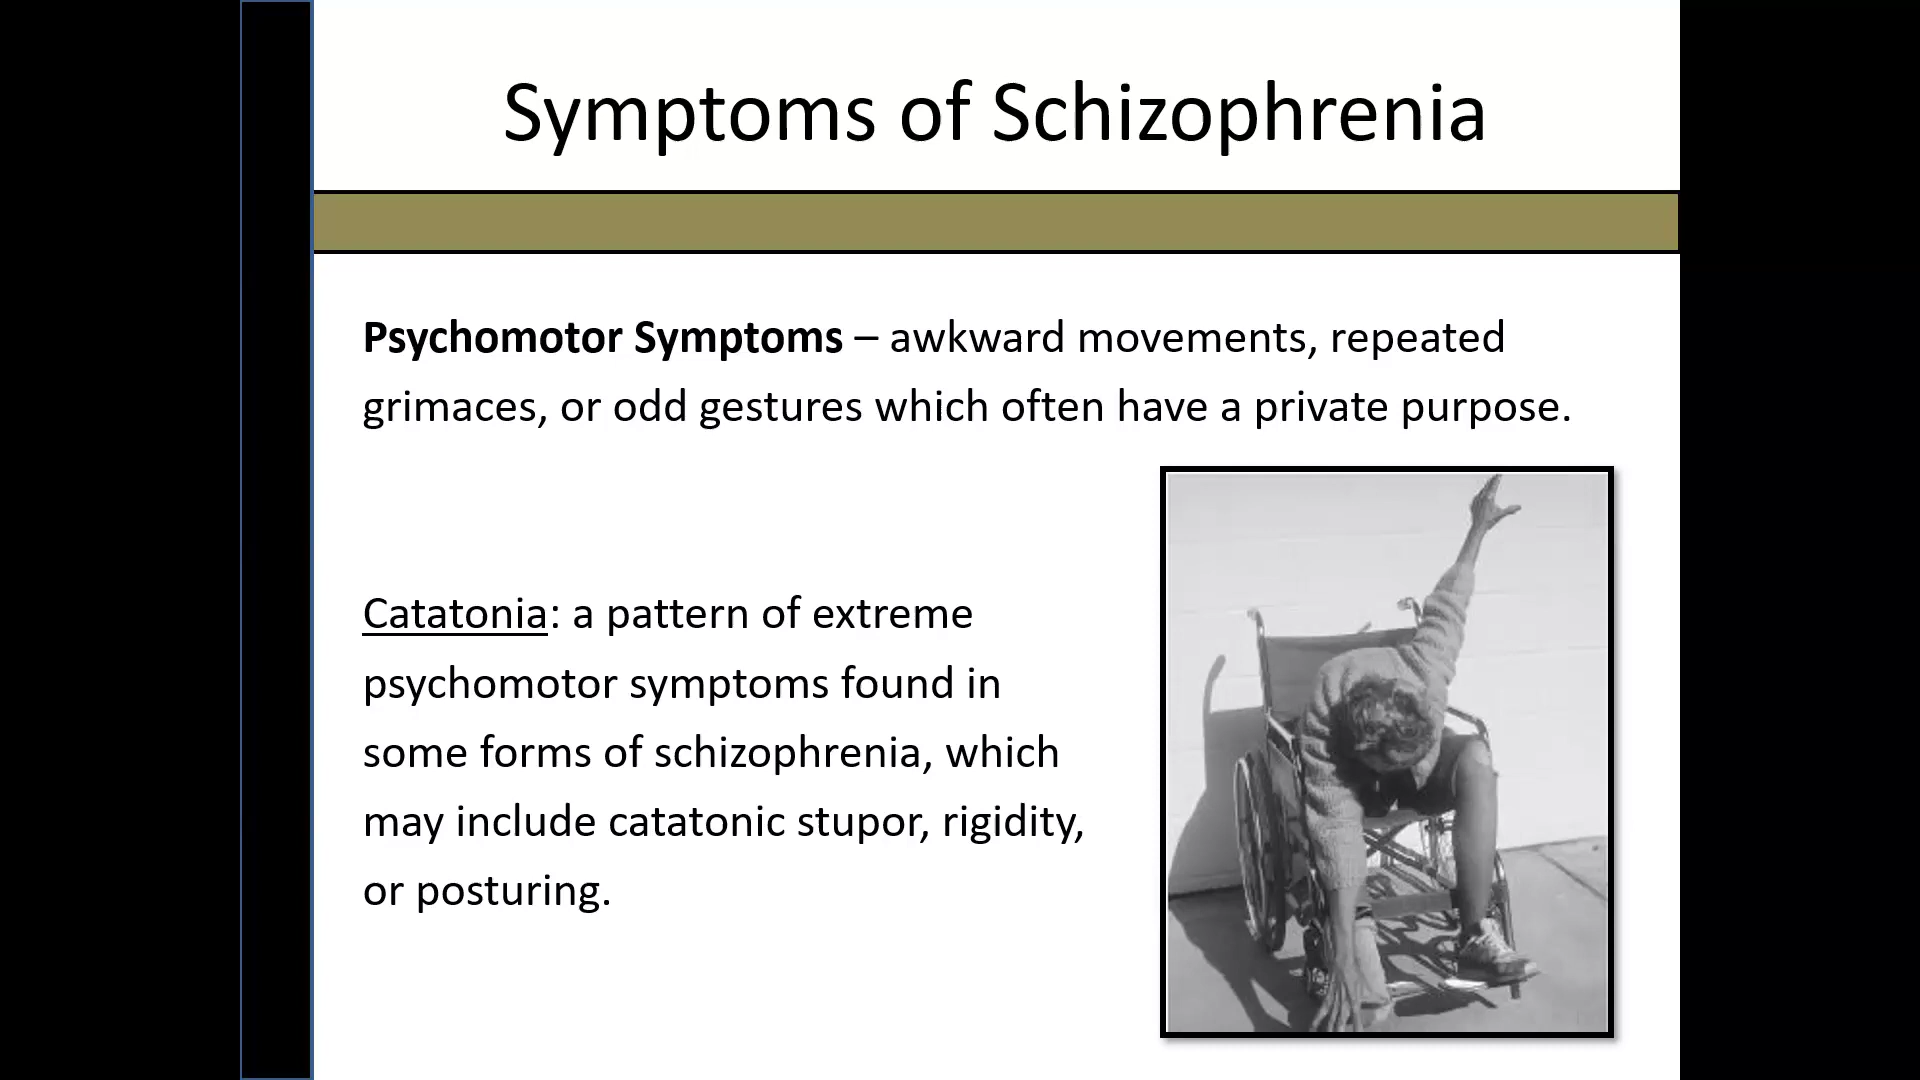 Symptoms of Schizophrenia
Psychomotor Symptoms – awkward movements, repeated
grimaces, or odd gestures which often have a private purpose.
Catatonia: a pattern of extreme
psychomotor symptoms found in
some forms of schizophrenia, which
may include catatonic stupor, rigidity,
or posturing.